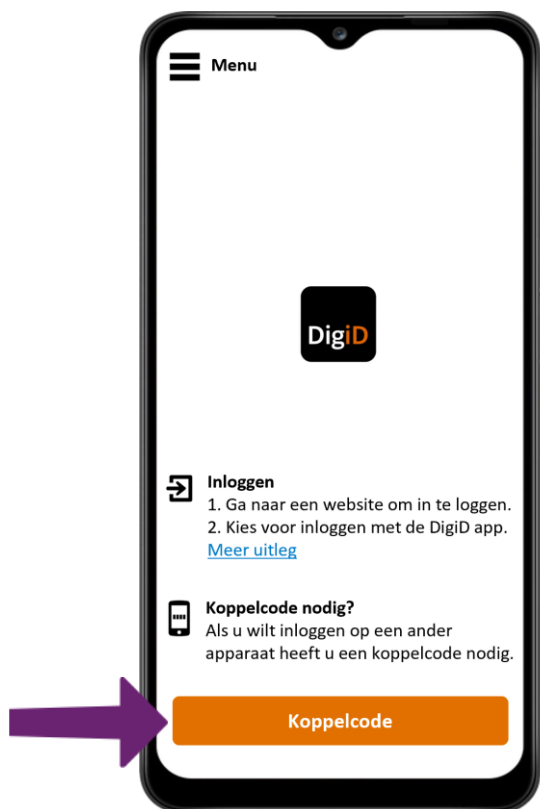 Menu
DigiD
Inloggen
1. Ga naar een website om in te loggen.
2. Kies voor inloggen met de DigiD app.
Meer uitleg
Koppelcode nodig?
Als u wilt inloggen op een ander
apparaat heeft u een koppelcode nodig.
Koppelcode